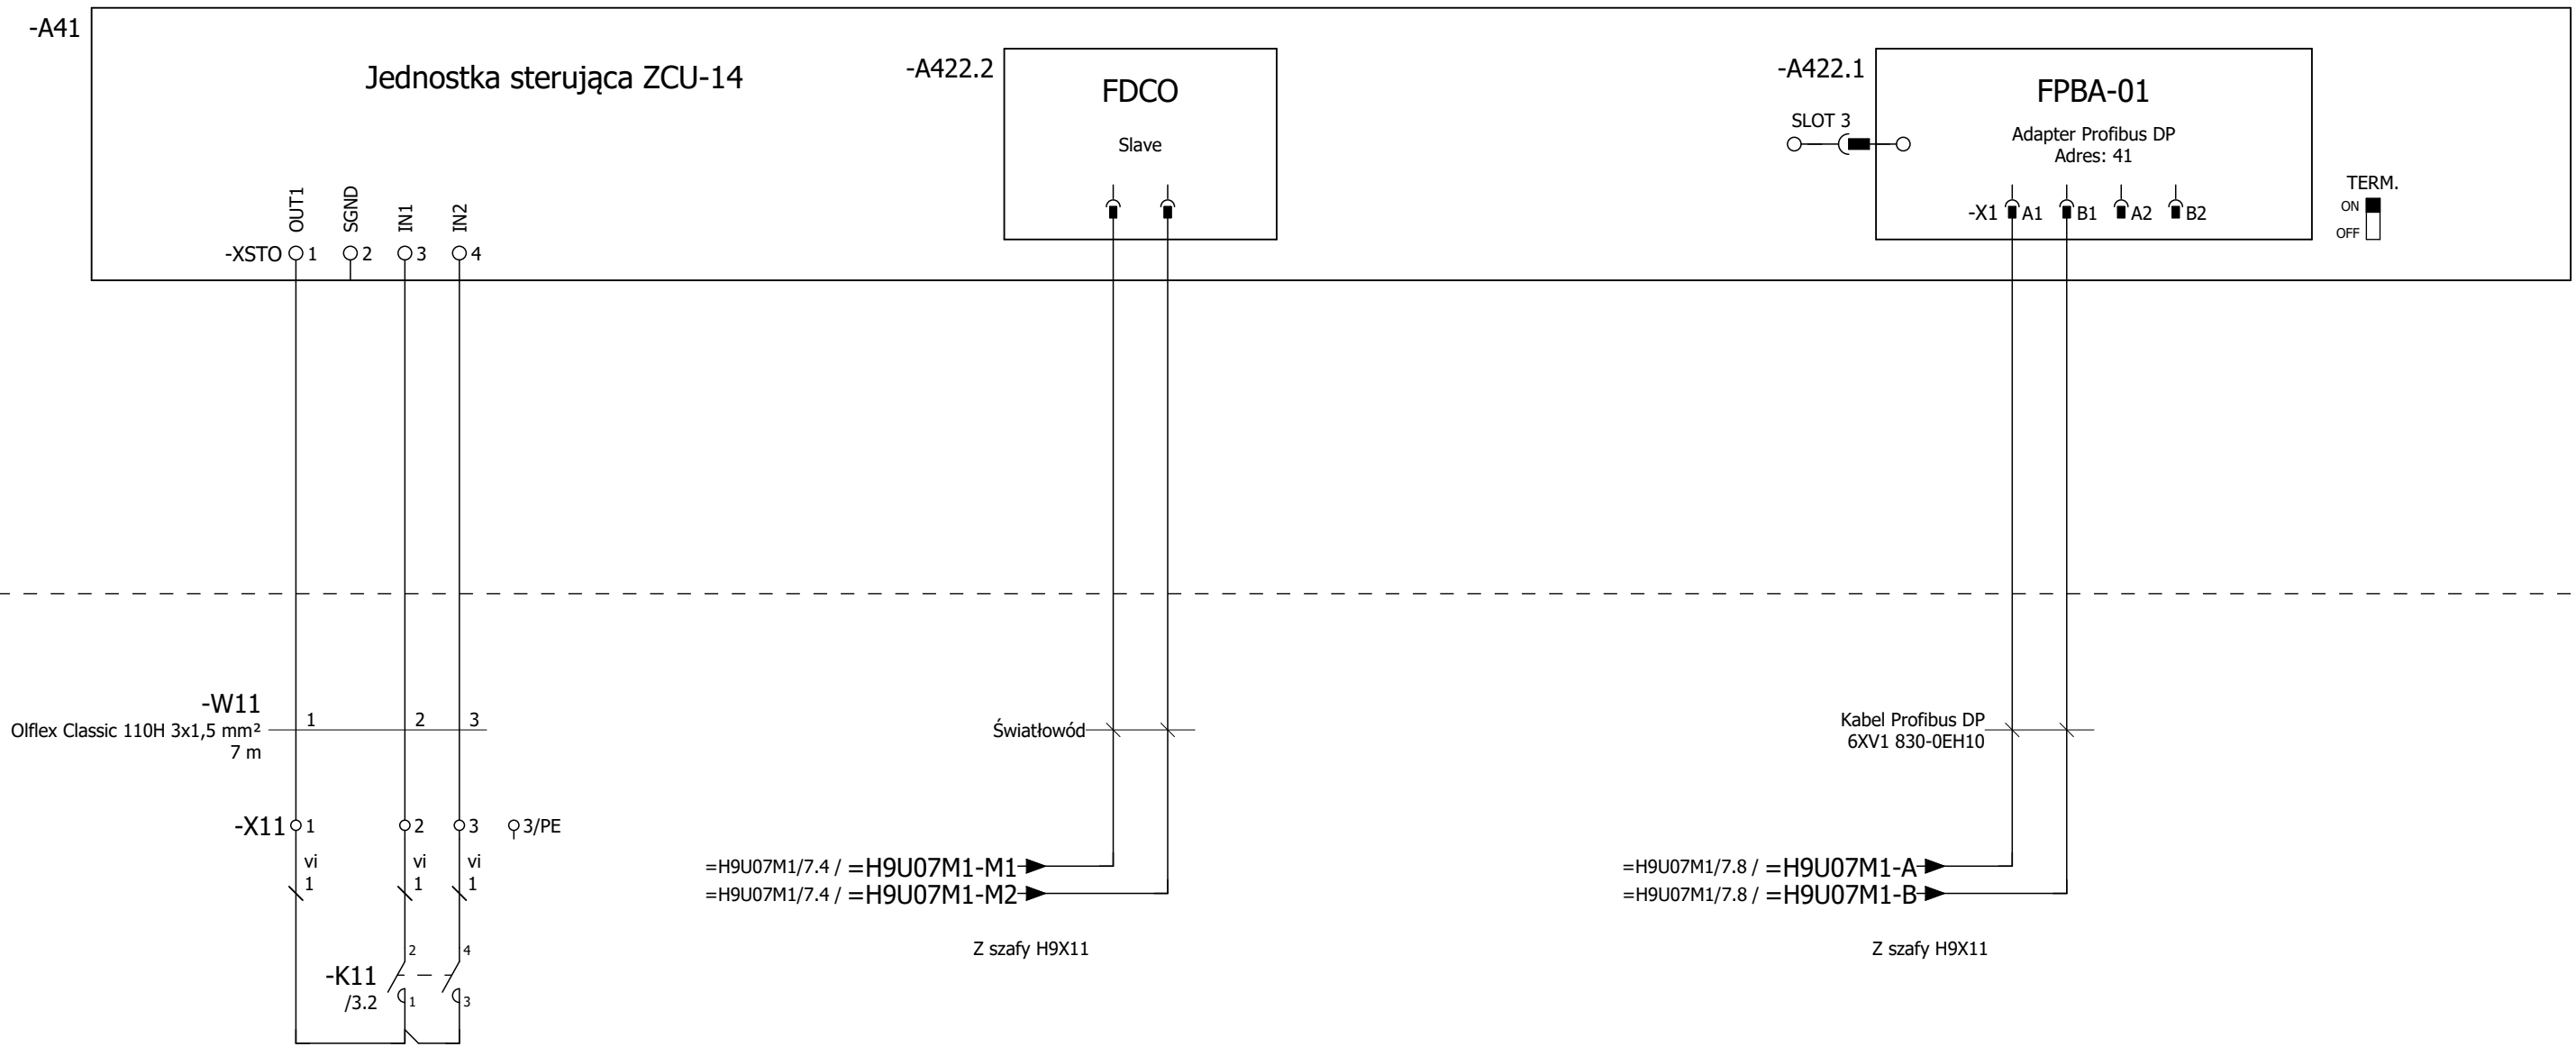 -A41
Jednostka sterująca ZCU-14
-A422.2
FDCO
Slave
-A422.1
FPBA-01
Adapter Profibus DP
Adres: 41
SLOT 3
TERM.
ON
OFF
-X1 A1 B1 A2 B2
OUT1 SGND IN1 IN2
-XSTO 1 2 3 4
-W11
Olflex Classic 110H 3x1,5 mm²
7 m
1 2 3
Światłowód
Kabel Profibus DP
6XV1 830-0EH10
-X11 1 2 3 3/PE
vi vi vi
1 1 1
=H9U07M1/7.4 / =H9U07M1-M1
=H9U07M1/7.4 / =H9U07M1-M2
Z szafy H9X11
=H9U07M1/7.8 / =H9U07M1-A
=H9U07M1/7.8 / =H9U07M1-B
Z szafy H9X11
2 4
-K11
/3.2
1 3